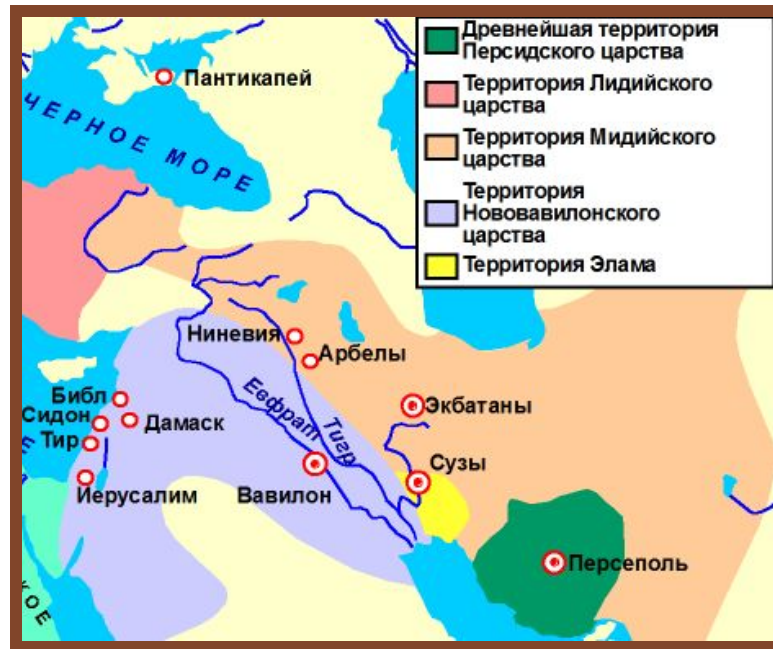 Древнейшая территория
Персидского царства
Территория Лидийского
царства
Территория Мидийского
царства
Территория
Нововавилонского
царства
Территория Элама
Пантикапей
ЧЕРНОЕ МОРЕ
Ниневия
Арбелы
Библ
Сидон
Дамаск
Тир
Иерусалим
Евфрат
Тигр
Вавилон
Экбатаны
Сузы
Персеполь